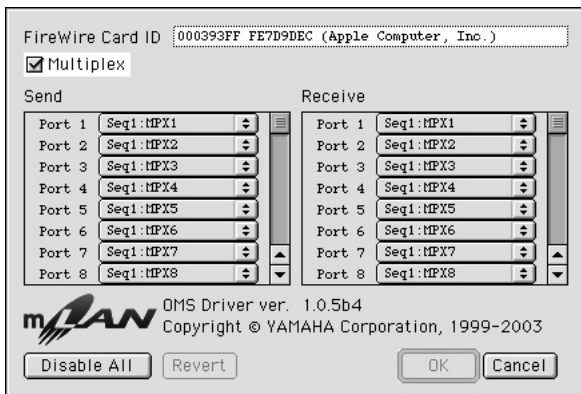 FireWire Card ID 000393FF FE7D9DEC (Apple Computer, Inc.)
Multiplex
Send
Port 1 Seq1:MPX1
Port 2 Seq1:MPX2
Port 3 Seq1:MPX3
Port 4 Seq1:MPX4
Port 5 Seq1:MPX5
Port 6 Seq1:MPX6
Port 7 Seq1:MPX7
Port 8 Seq1:MPX8
Receive
Port 1 Seq1:MPX1
Port 2 Seq1:MPX2
Port 3 Seq1:MPX3
Port 4 Seq1:MPX4
Port 5 Seq1:MPX5
Port 6 Seq1:MPX6
Port 7 Seq1:MPX7
Port 8 Seq1:MPX8
mLAN
OMS Driver ver. 1.0.5b4
Copyright © YAMAHA Corporation, 1999-2003
Disable All Revert OK Cancel